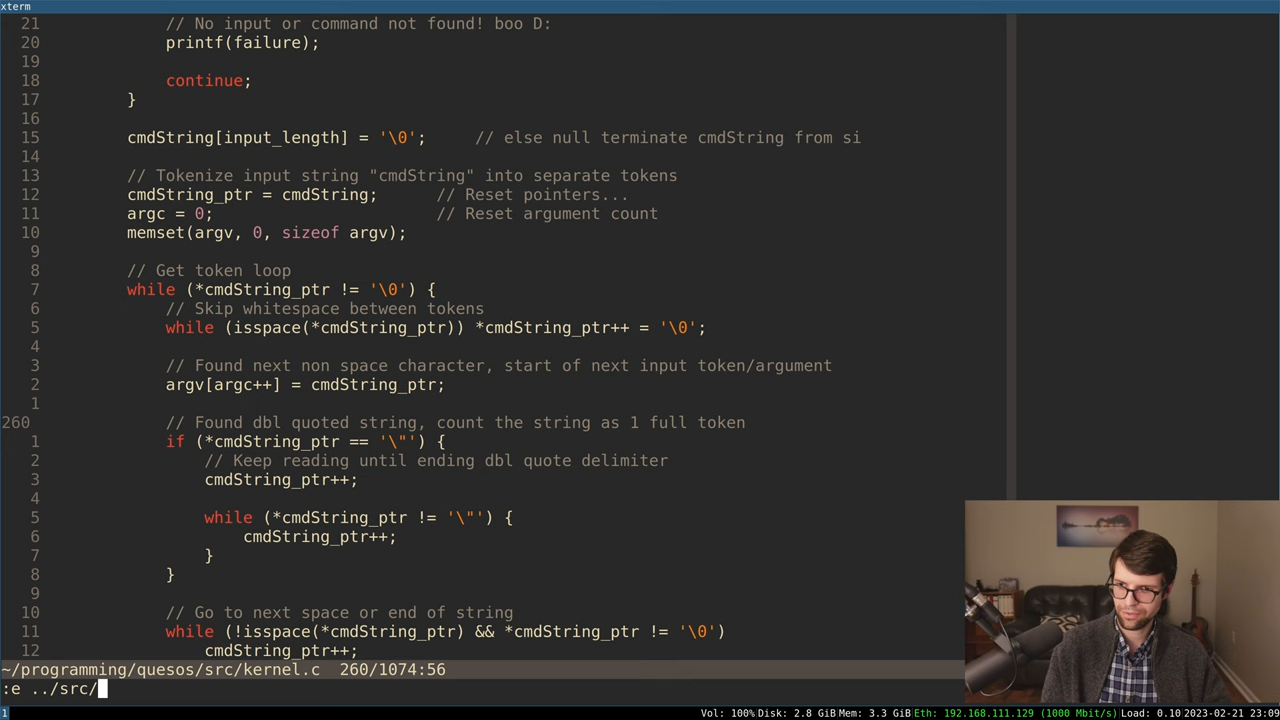 xterm
21 // No input or command not found! boo D:
20 printf(failure);
19
18 continue;
17 }
16
15 cmdString[input_length] = '\0'; // else null terminate cmdString from si
14
13 // Tokenize input string "cmdString" into separate tokens
12 cmdString_ptr = cmdString; // Reset pointers...
11 argc = 0; // Reset argument count
10 memset(argv, 0, sizeof argv);
9
8 // Get token loop
7 while (*cmdString_ptr != '\0') {
6 // Skip whitespace between tokens
5 while (isspace(*cmdString_ptr)) *cmdString_ptr++ = '\0';
4
3 // Found next non space character, start of next input token/argument
2 argv[argc++] = cmdString_ptr;
1
260 // Found dbl quoted string, count the string as 1 full token
1 if (*cmdString_ptr == '\"') {
2 // Keep reading until ending dbl quote delimiter
3 cmdString_ptr++;
4
5 while (*cmdString_ptr != '\"') {
6 cmdString_ptr++;
7 }
8 }
9
10 // Go to next space or end of string
11 while (!isspace(*cmdString_ptr) && *cmdString_ptr != '\0')
12 cmdString_ptr++;
~/programming/quesos/src/kernel.c 260/1074:56
:e ../src/
1 Vol: 100% Disk: 2.8 GiB Mem: 3.3 GiB Eth: 192.168.111.129 (1000 Mbit/s) Load: 0.10 2023-02-21 23:09